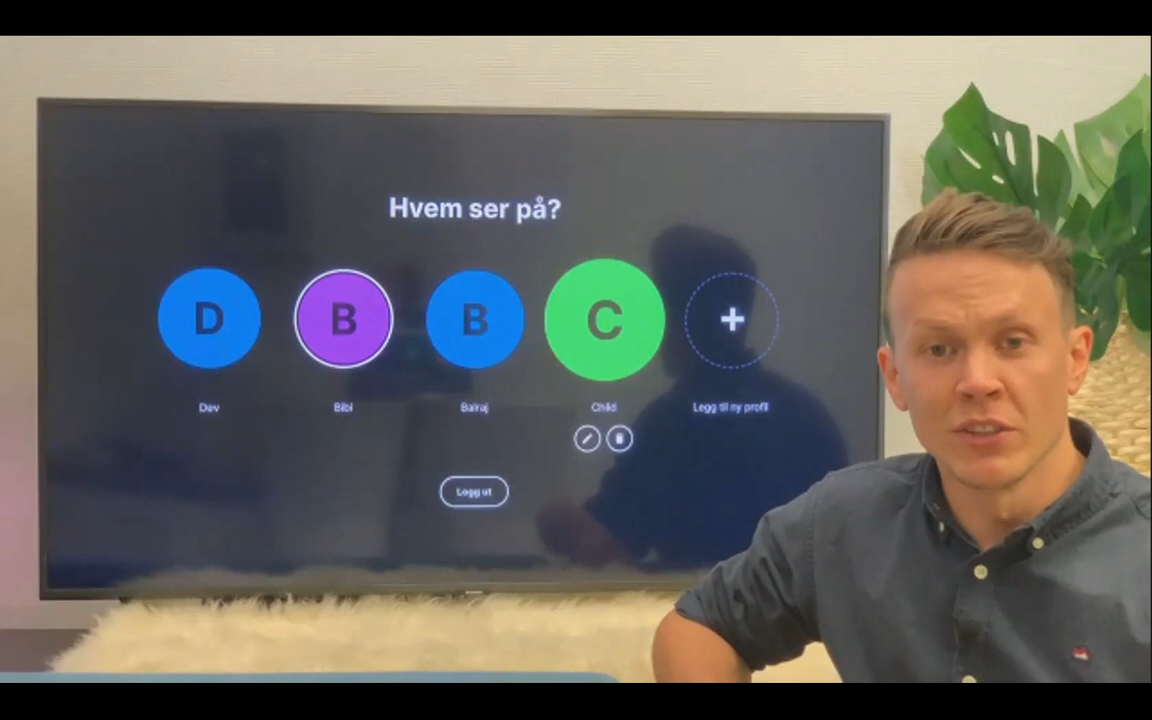 Hvem ser på?
D B B C +
Dev Bibi Balraj Child Legg til ny profil
Logg ut